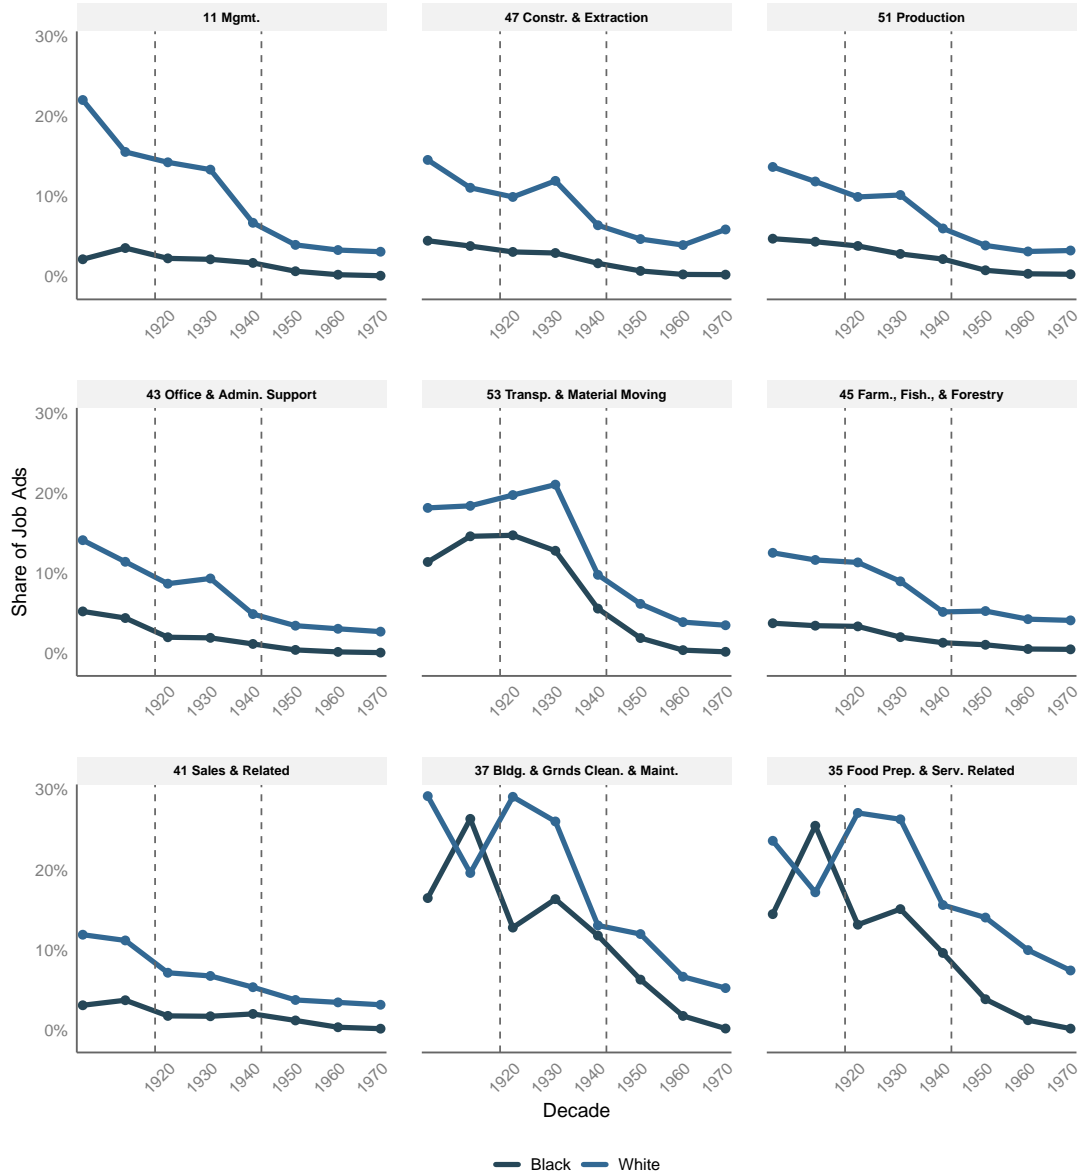 11 Mgmt.
47 Constr. & Extraction
51 Production
30%
20%
10%
0%
1920 1930 1940 1950 1960 1970
1920 1930 1940 1950 1960 1970
1920 1930 1940 1950 1960 1970
43 Office & Admin. Support
53 Transp. & Material Moving
45 Farm., Fish., & Forestry
30%
20%
10%
0%
1920 1930 1940 1950 1960 1970
1920 1930 1940 1950 1960 1970
1920 1930 1940 1950 1960 1970
Share of Job Ads
41 Sales & Related
37 Bldg. & Grnds Clean. & Maint.
35 Food Prep. & Serv. Related
30%
20%
10%
0%
1920 1930 1940 1950 1960 1970
1920 1930 1940 1950 1960 1970
1920 1930 1940 1950 1960 1970
Decade
Black White